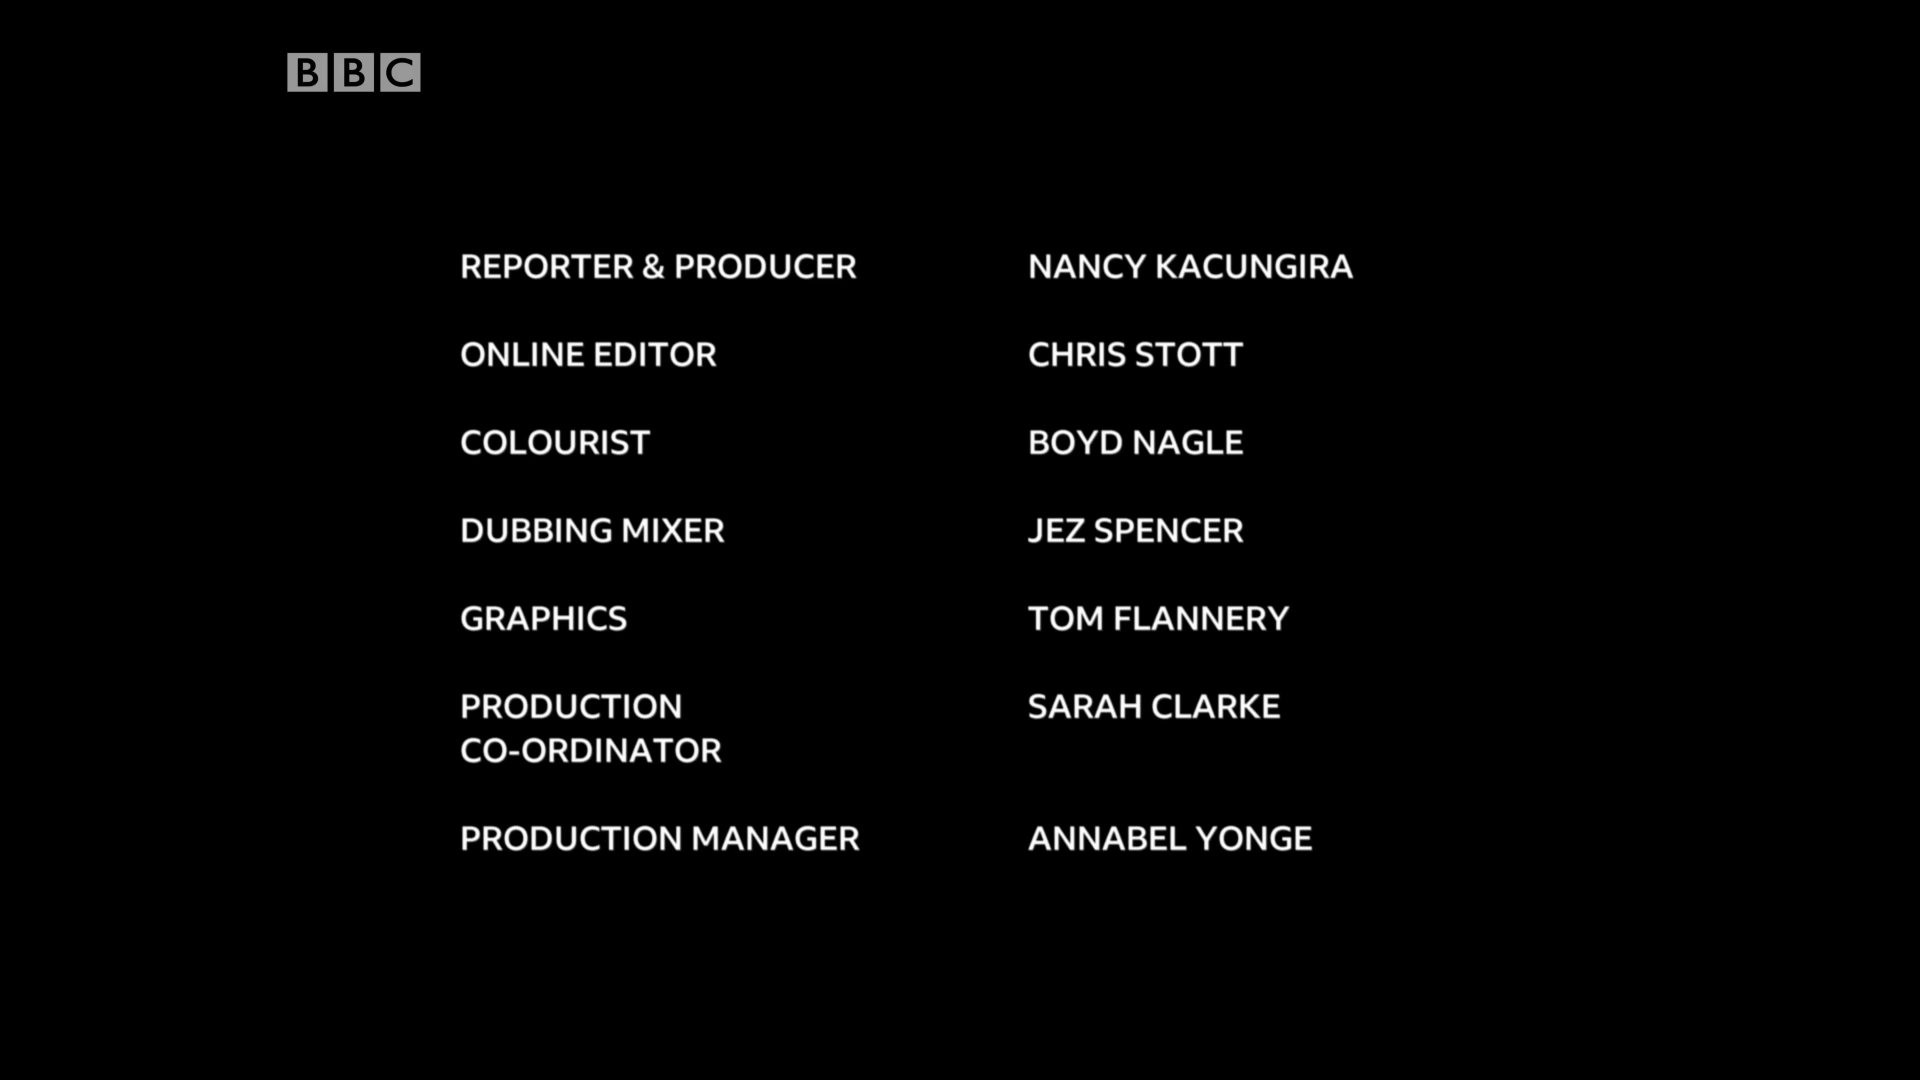 BBC
REPORTER & PRODUCER NANCY KACUNGIRA
ONLINE EDITOR CHRIS STOTT
COLOURIST BOYD NAGLE
DUBBING MIXER JEZ SPENCER
GRAPHICS TOM FLANNERY
PRODUCTION SARAH CLARKE
CO-ORDINATOR
PRODUCTION MANAGER ANNABEL YONGE